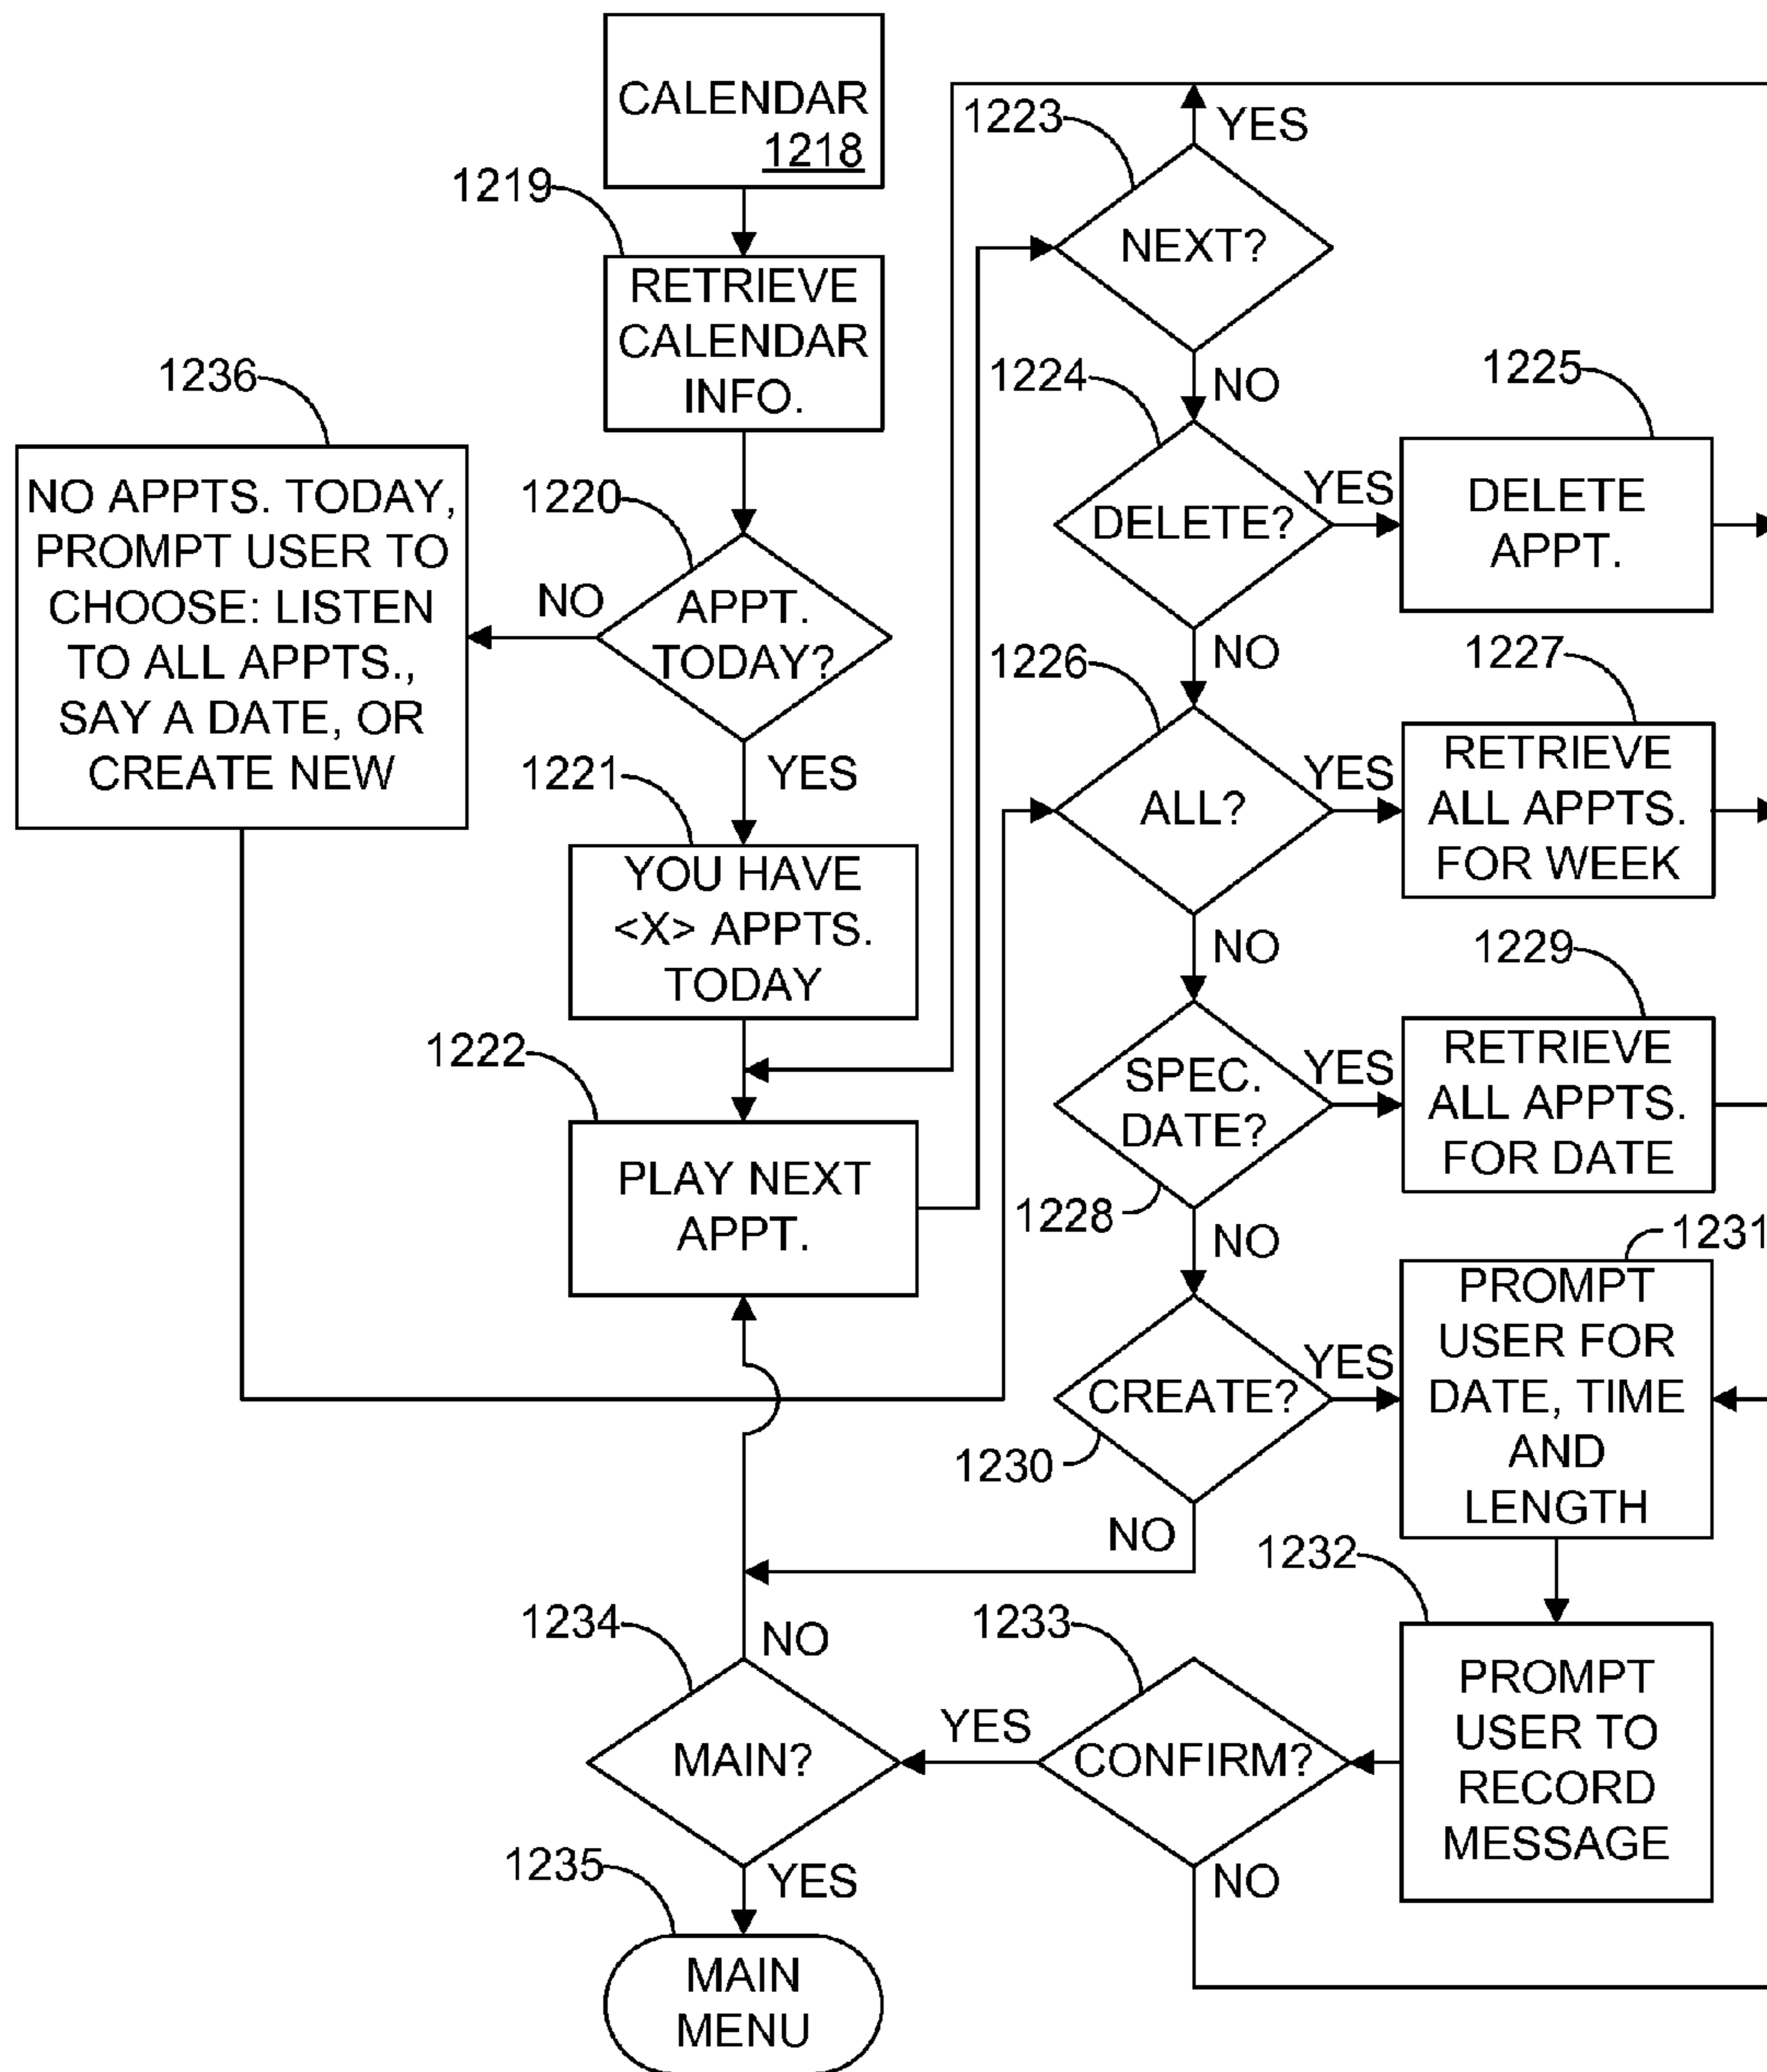 CALENDAR
1218
1219
RETRIEVE
CALENDAR
INFO.
1220
APPT.
TODAY?
NO
YES
1236
NO APPTS. TODAY,
PROMPT USER TO
CHOOSE: LISTEN
TO ALL APPTS.,
SAY A DATE, OR
CREATE NEW
1221
YOU HAVE
<X> APPTS.
TODAY
1222
PLAY NEXT
APPT.
1223
YES
NEXT?
NO
1224
DELETE?
YES
NO
1225
DELETE
APPT.
1226
ALL?
YES
NO
1227
RETRIEVE
ALL APPTS.
FOR WEEK
SPEC.
DATE?
1228
YES
NO
1229
RETRIEVE
ALL APPTS.
FOR DATE
CREATE?
1230
YES
NO
1231
PROMPT
USER FOR
DATE, TIME
AND
LENGTH
1232
PROMPT
USER TO
RECORD
MESSAGE
1233
CONFIRM?
YES
NO
1234
MAIN?
NO
YES
1235
MAIN
MENU